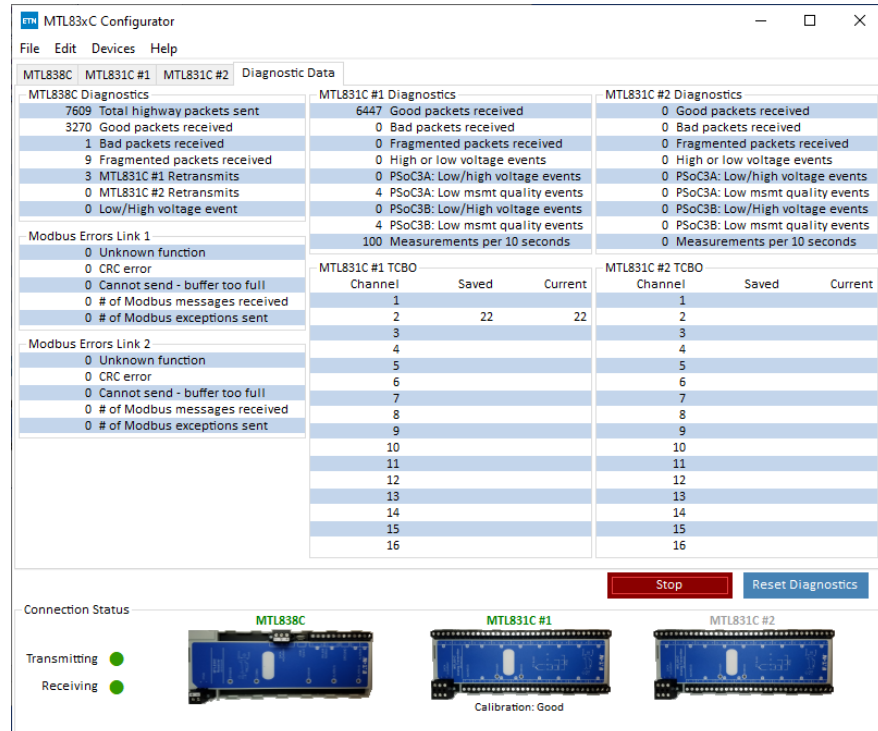 ETN MTL83xC Configurator
File Edit Devices Help
MTL838C MTL831C #1 MTL831C #2 Diagnostic Data
MTL838C Diagnostics
7609 Total highway packets sent
3270 Good packets received
1 Bad packets received
9 Fragmented packets received
3 MTL831C #1 Retransmits
0 MTL831C #2 Retransmits
0 Low/High voltage event
Modbus Errors Link 1
0 Unknown function
0 CRC error
0 Cannot send - buffer too full
0 # of Modbus messages received
0 # of Modbus exceptions sent
Modbus Errors Link 2
0 Unknown function
0 CRC error
0 Cannot send - buffer too full
0 # of Modbus messages received
0 # of Modbus exceptions sent
MTL831C #1 Diagnostics
6447 Good packets received
0 Bad packets received
0 Fragmented packets received
0 High or low voltage events
0 PSoC3A: Low/high voltage events
4 PSoC3A: Low msmt quality events
0 PSoC3B: Low/High voltage events
4 PSoC3B: Low msmt quality events
100 Measurements per 10 seconds
MTL831C #1 TCBO
Channel Saved Current
1
2 22 22
3
4
5
6
7
8
9
10
11
12
13
14
15
16
MTL831C #2 Diagnostics
0 Good packets received
0 Bad packets received
0 Fragmented packets received
0 High or low voltage events
0 PSoC3A: Low/high voltage events
0 PSoC3A: Low msmt quality events
0 PSoC3B: Low/High voltage events
0 PSoC3B: Low msmt quality events
0 Measurements per 10 seconds
MTL831C #2 TCBO
Channel Saved Current
1
2
3
4
5
6
7
8
9
10
11
12
13
14
15
16
Stop Reset Diagnostics
Connection Status
MTL838C MTL831C #1 MTL831C #2
Transmitting
Receiving
Calibration: Good